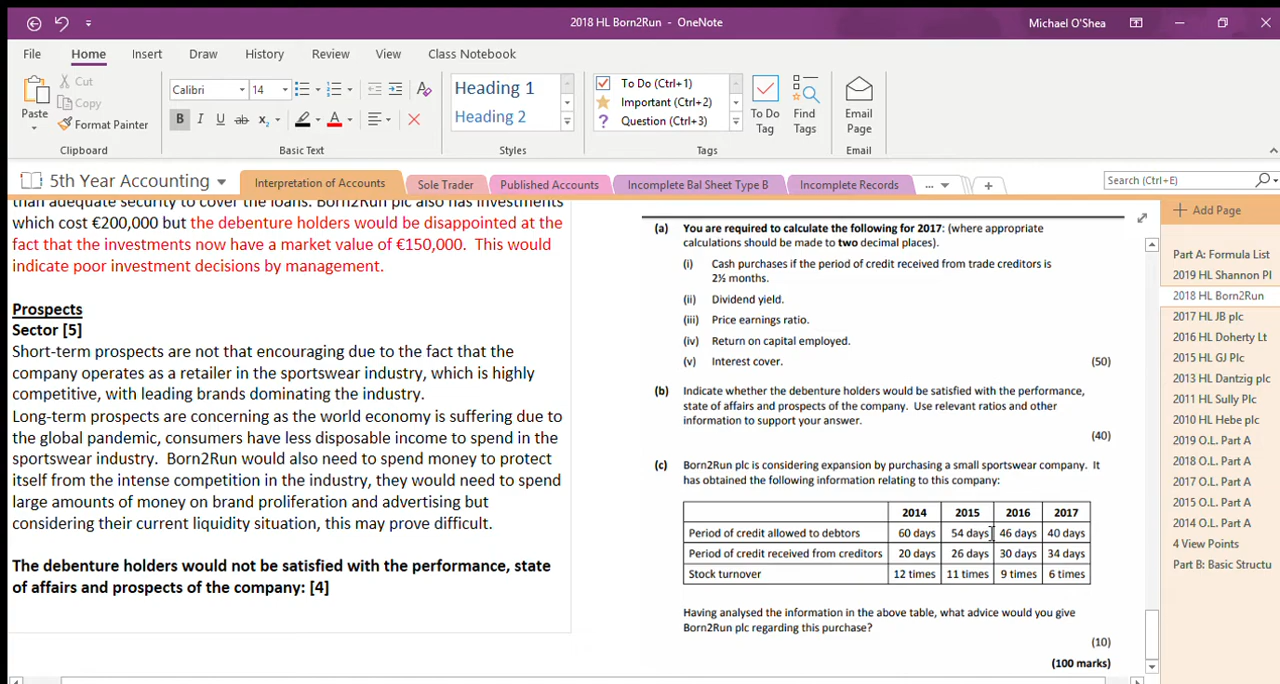 2018 HL Born2Run - OneNote
Michael O'Shea
File Home Insert Draw History Review View Class Notebook
Paste
Cut
Copy
Format Painter
Clipboard
Calibri 14
B I U ab x₂ A
Basic Text
Heading 1
Heading 2
Styles
To Do (Ctrl+1)
Important (Ctrl+2)
? Question (Ctrl+3)
To Do Tag
Find Tags
Tags
Email Page
Email
5th Year Accounting
Interpretation of Accounts Sole Trader Published Accounts Incomplete Bal Sheet Type B Incomplete Records ... +
Search (Ctrl+E)
than adequate security to cover the loans. Born2Run plc also has investments
which cost €200,000 but the debenture holders would be disappointed at the
fact that the investments now have a market value of €150,000. This would
indicate poor investment decisions by management.
Prospects
Sector [5]
Short-term prospects are not that encouraging due to the fact that the
company operates as a retailer in the sportswear industry, which is highly
competitive, with leading brands dominating the industry.
Long-term prospects are concerning as the world economy is suffering due to
the global pandemic, consumers have less disposable income to spend in the
sportswear industry. Born2Run would also need to spend money to protect
itself from the intense competition in the industry, they would need to spend
large amounts of money on brand proliferation and advertising but
considering their current liquidity situation, this may prove difficult.
The debenture holders would not be satisfied with the performance, state
of affairs and prospects of the company: [4]
(a) You are required to calculate the following for 2017: (where appropriate
calculations should be made to two decimal places).
(i) Cash purchases if the period of credit received from trade creditors is
2½ months.
(ii) Dividend yield.
(iii) Price earnings ratio.
(iv) Return on capital employed.
(v) Interest cover. (50)
(b) Indicate whether the debenture holders would be satisfied with the performance,
state of affairs and prospects of the company. Use relevant ratios and other
information to support your answer.
(40)
(c) Born2Run plc is considering expansion by purchasing a small sportswear company. It
has obtained the following information relating to this company:
2014 2015 2016 2017
Period of credit allowed to debtors 60 days 54 days 46 days 40 days
Period of credit received from creditors 20 days 26 days 30 days 34 days
Stock turnover 12 times 11 times 9 times 6 times
Having analysed the information in the above table, what advice would you give
Born2Run plc regarding this purchase?
(10)
(100 marks)
+ Add Page
Part A: Formula List
2019 HL Shannon Pl
2018 HL Born2Run
2017 HL JB plc
2016 HL Doherty Lt
2015 HL GJ Plc
2013 HL Dantzig plc
2011 HL Sully Plc
2010 HL Hebe plc
2019 O.L. Part A
2018 O.L. Part A
2017 O.L. Part A
2015 O.L. Part A
2014 O.L. Part A
4 View Points
Part B: Basic Structu